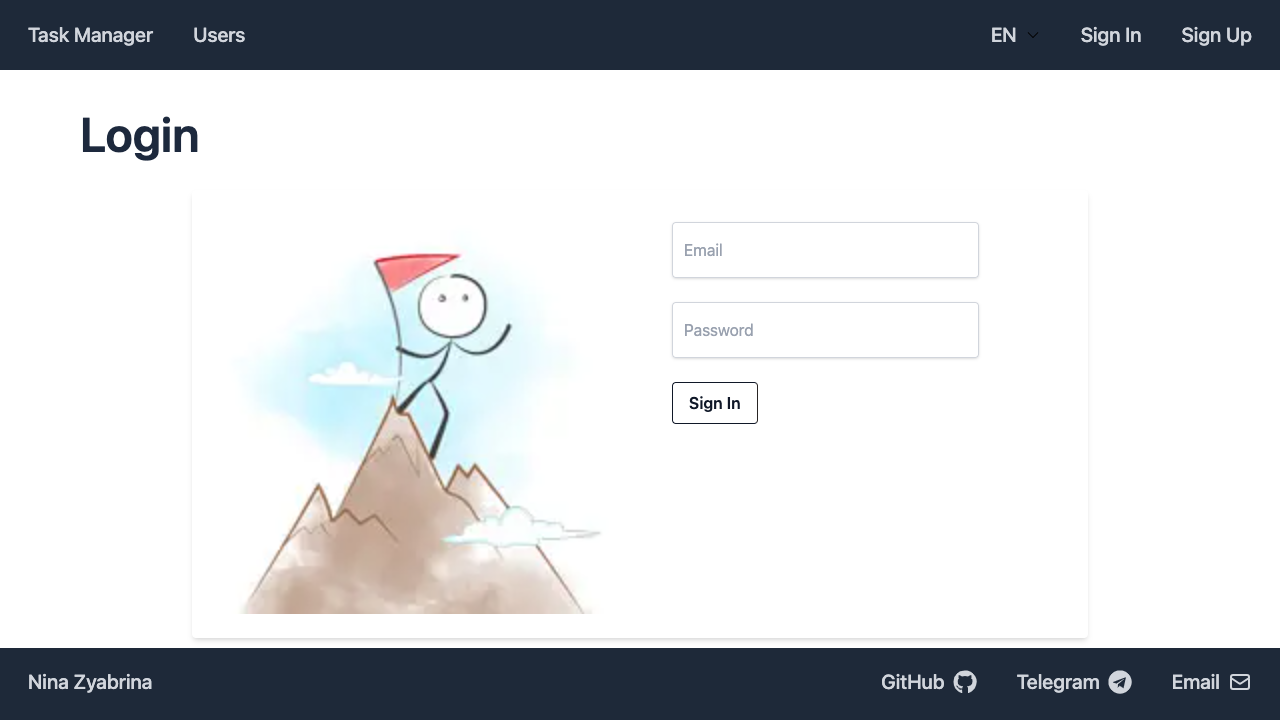 Task Manager Users EN Sign In Sign Up
Login
Email
Password
Sign In
Nina Zyabrina GitHub Telegram Email